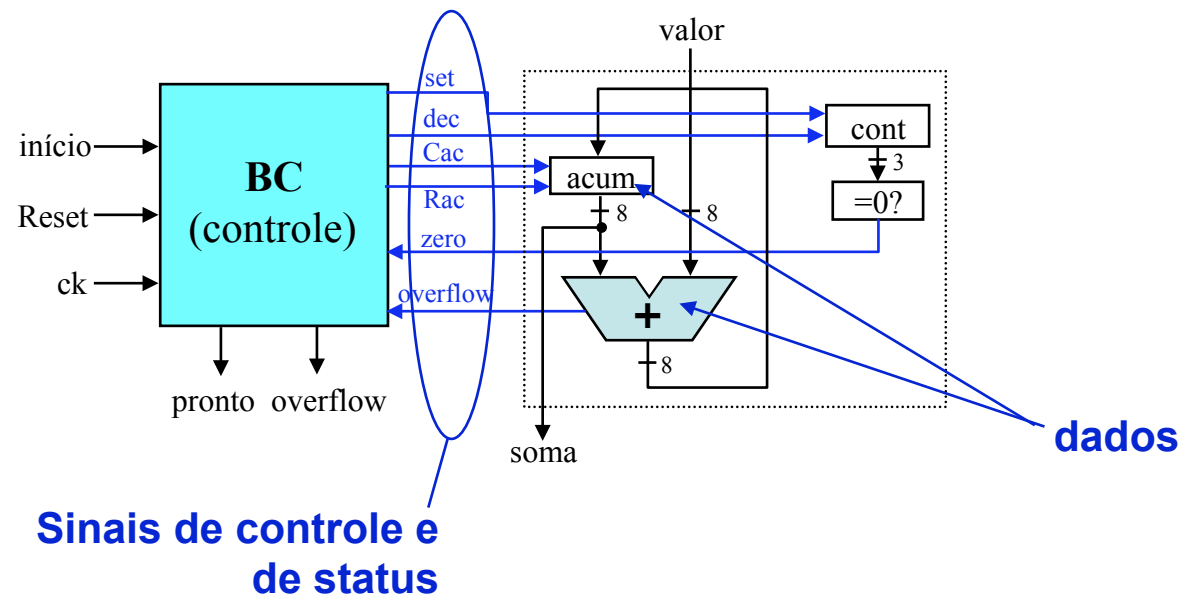 valor
set
dec
Cac
Rac
zero
overflow
início
Reset
ck
BC
(controle)
pronto overflow
acum
8
8
+
8
soma
cont
3
=0?
dados
Sinais de controle e
de status